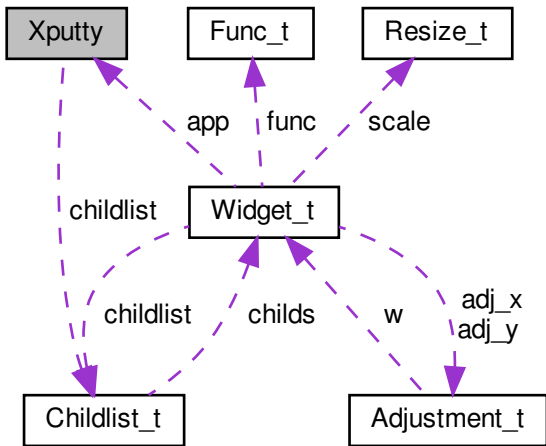 Xputty
Func_t
Resize_t
app
func
scale
childlist
Widget_t
childlist
childs
w
adj_x
adj_y
Childlist_t
Adjustment_t